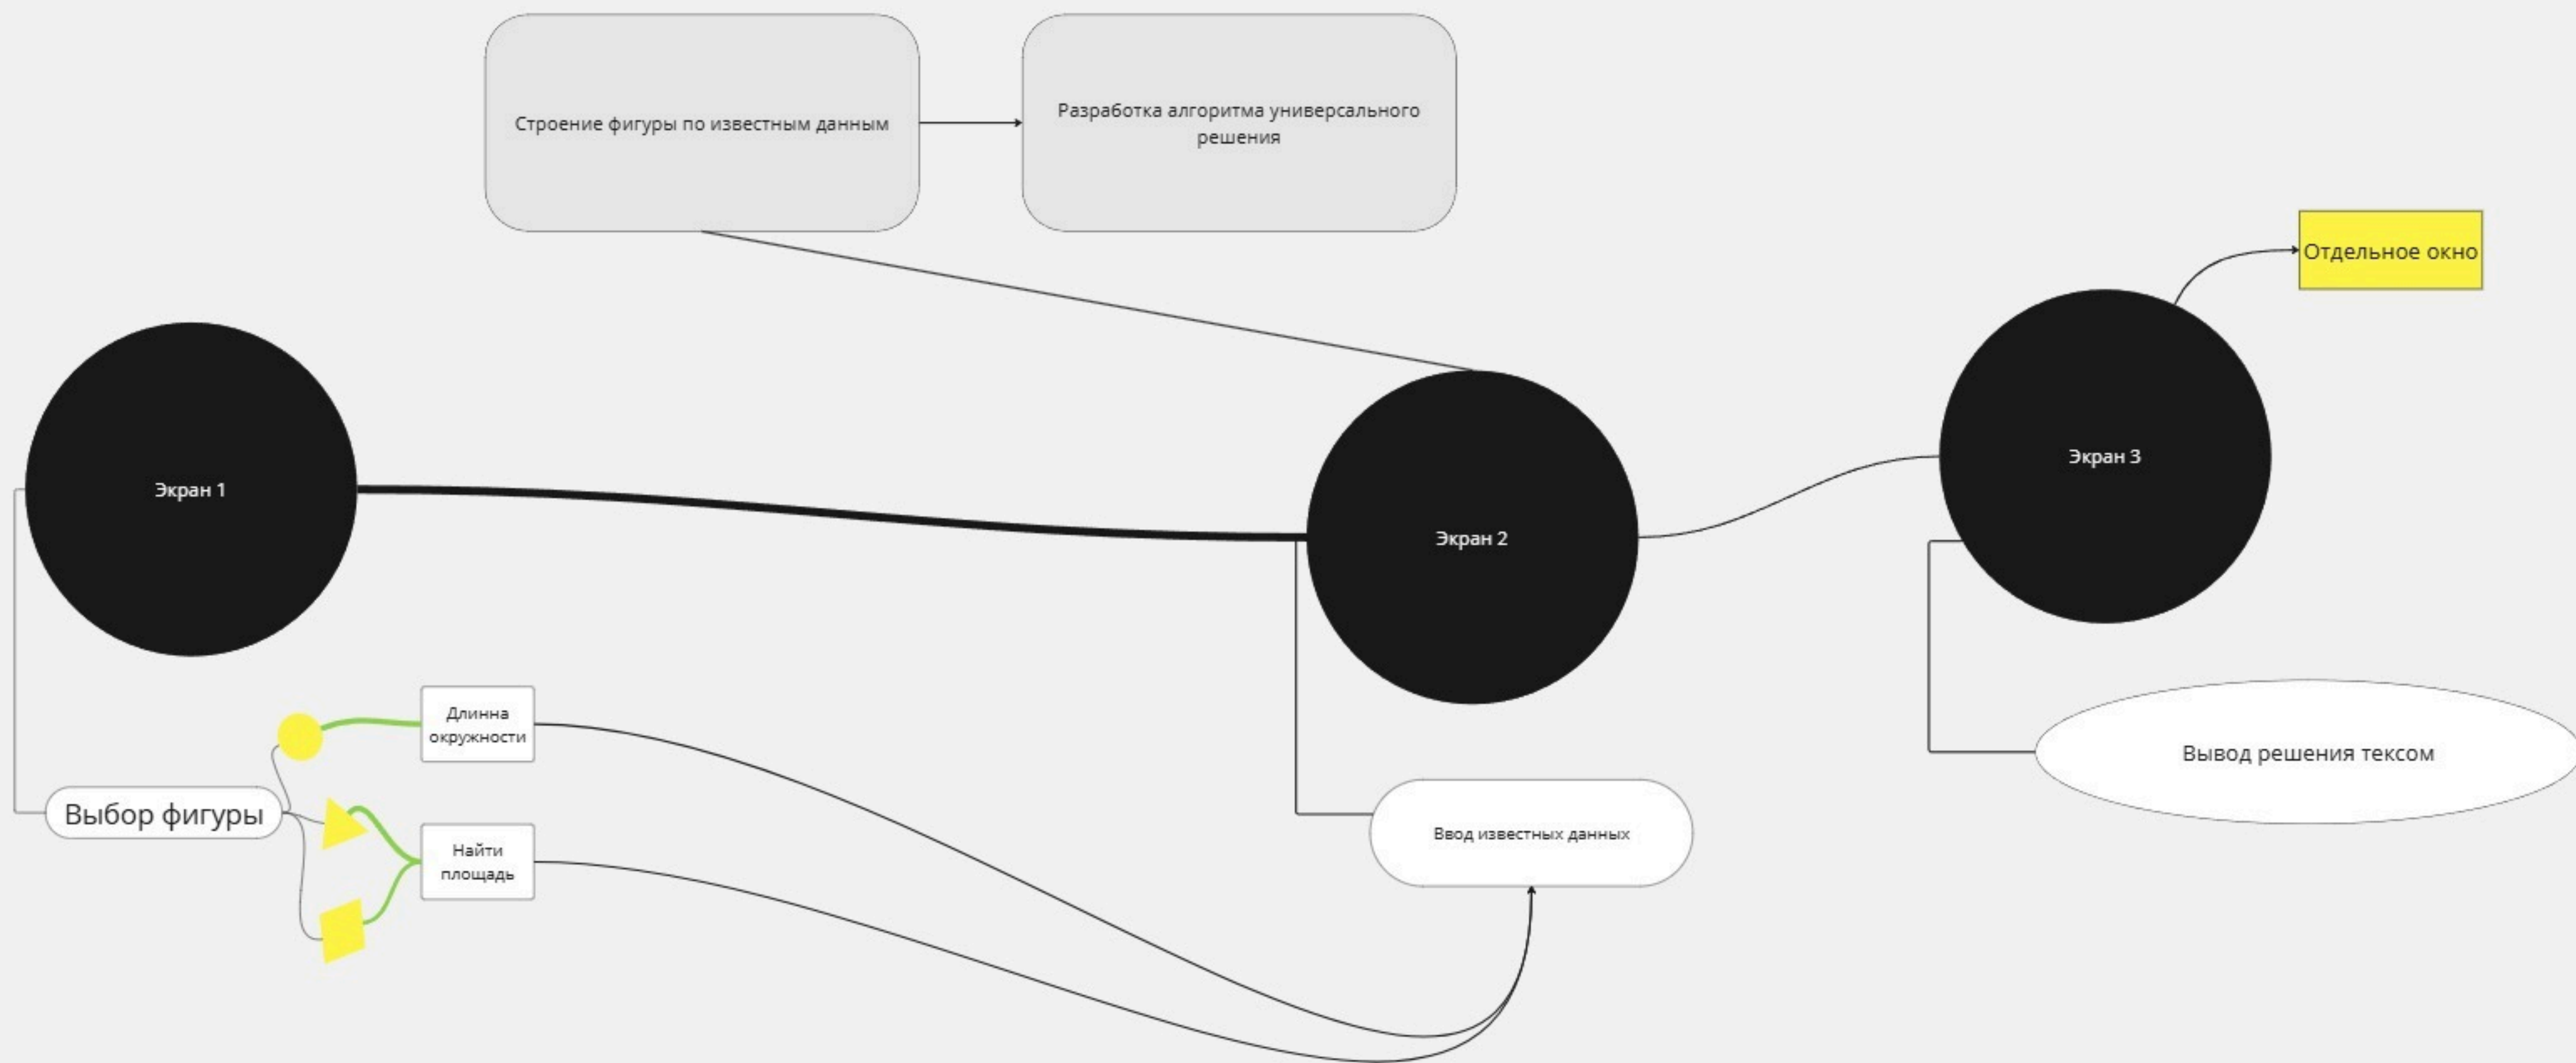 Строение фигуры по известным данным
Разработка алгоритма универсального
решения
Отдельное окно
Экран 1
Экран 2
Экран 3
Длинна
окружности
Выбор фигуры
Найти
площадь
Ввод известных данных
Вывод решения тексом